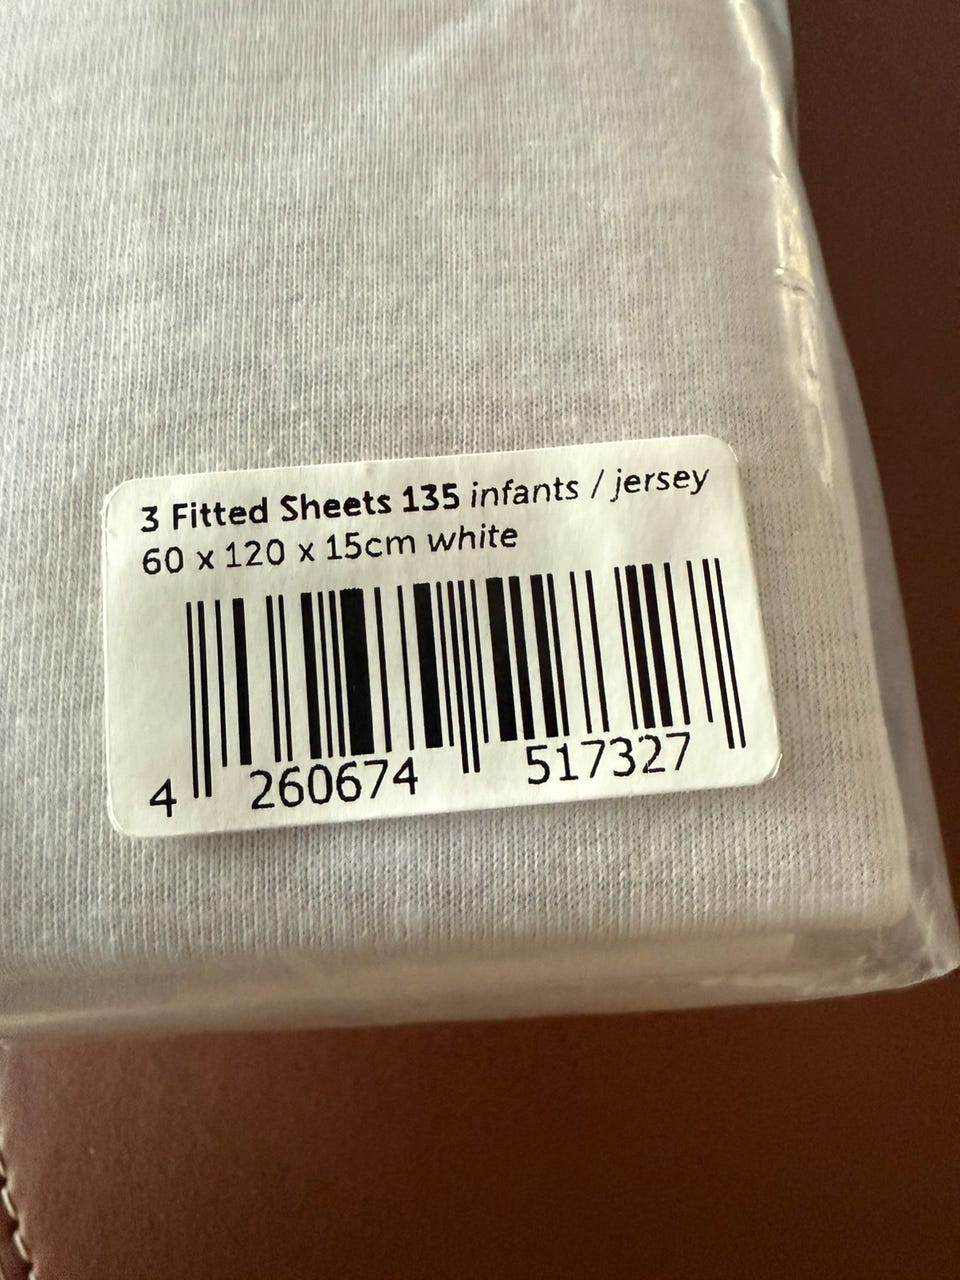 3 Fitted Sheets 135 infants / jersey
60 x 120 x 15cm white
4 260674 517327